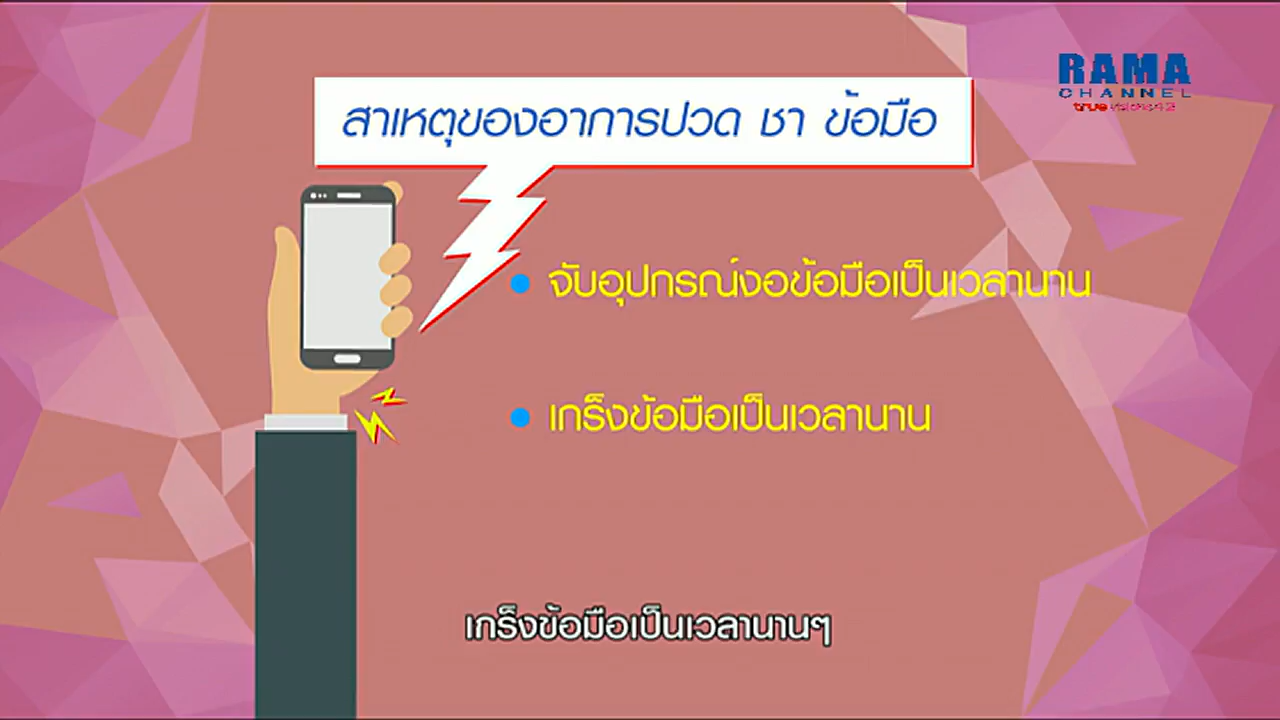 RAMA
CHANNEL
true visions 42
สาเหตุของอาการปวด ชา ข้อมือ
จับอุปกรณ์งอข้อมือเป็นเวลานาน
เกร็งข้อมือเป็นเวลานาน
เกร็งข้อมือเป็นเวลานานๆ